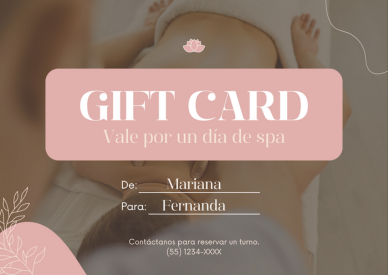 GIFT CARD
Vale por un día de spa
De: Mariana
Para: Fernanda
Contáctanos para reservar un turno.
(55) 1234-XXXX